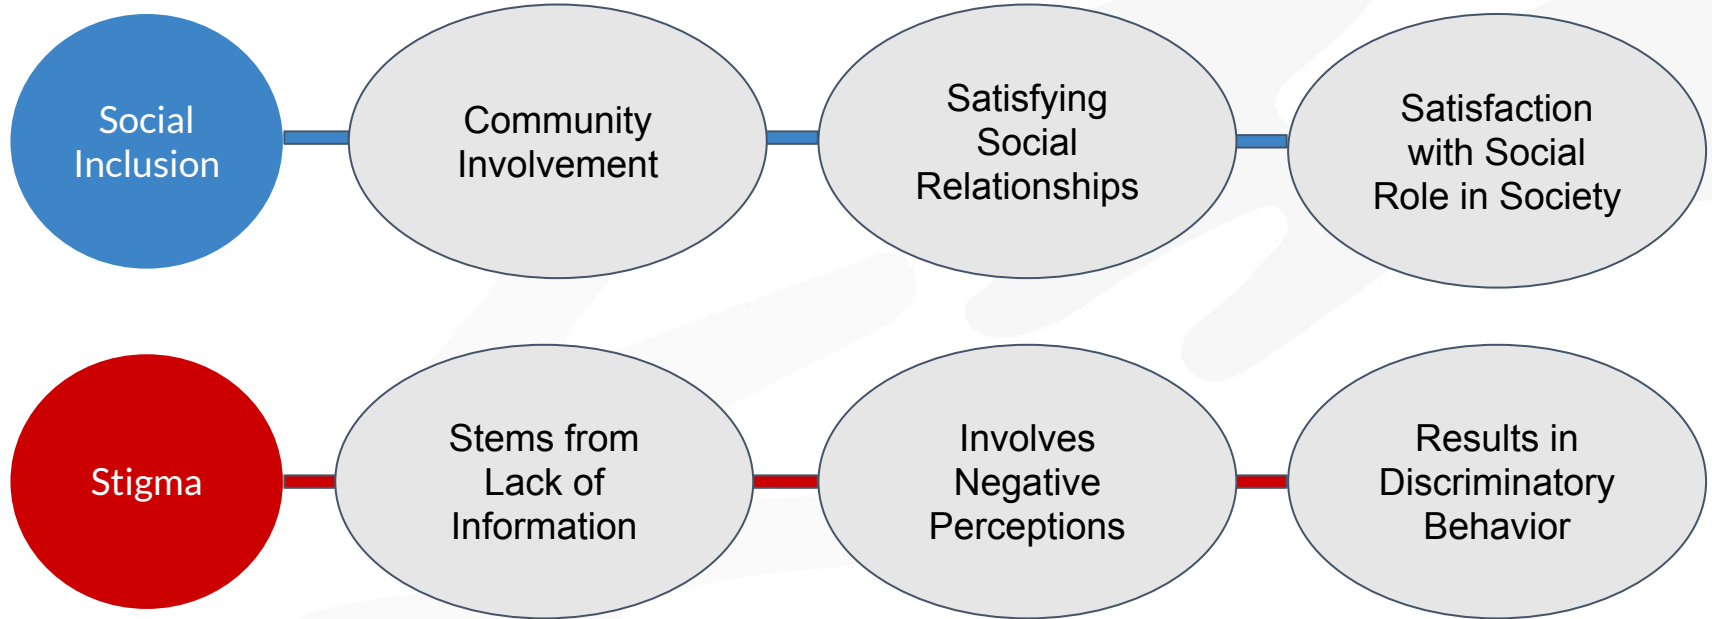 Social
Inclusion
Community
Involvement
Satisfying
Social
Relationships
Satisfaction
with Social
Role in Society
Stigma
Stems from
Lack of
Information
Involves
Negative
Perceptions
Results in
Discriminatory
Behavior